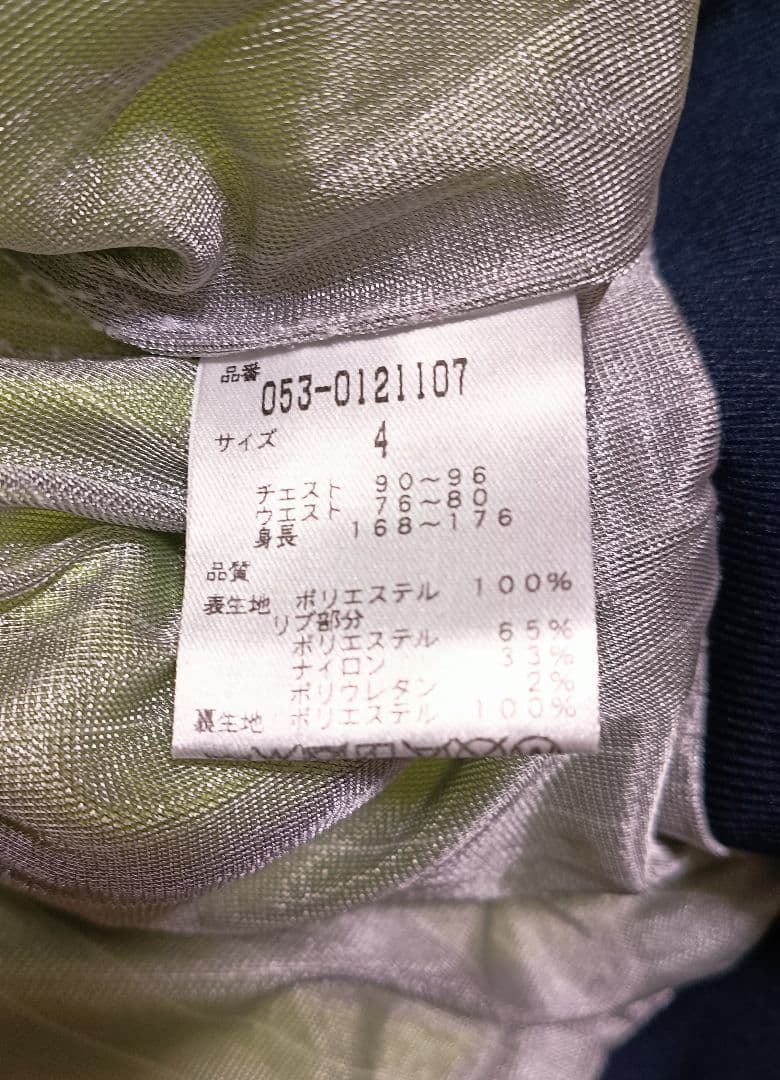 品番 053-0121107
サイズ 4
チェスト 90～96
ウエスト 76～80
身長 168～176
品質
表生地 ポリエステル 100%
リブ部分
ポリエステル 65%
ナイロン 33%
ポリウレタン 2%
裏生地 ポリエステル 100%